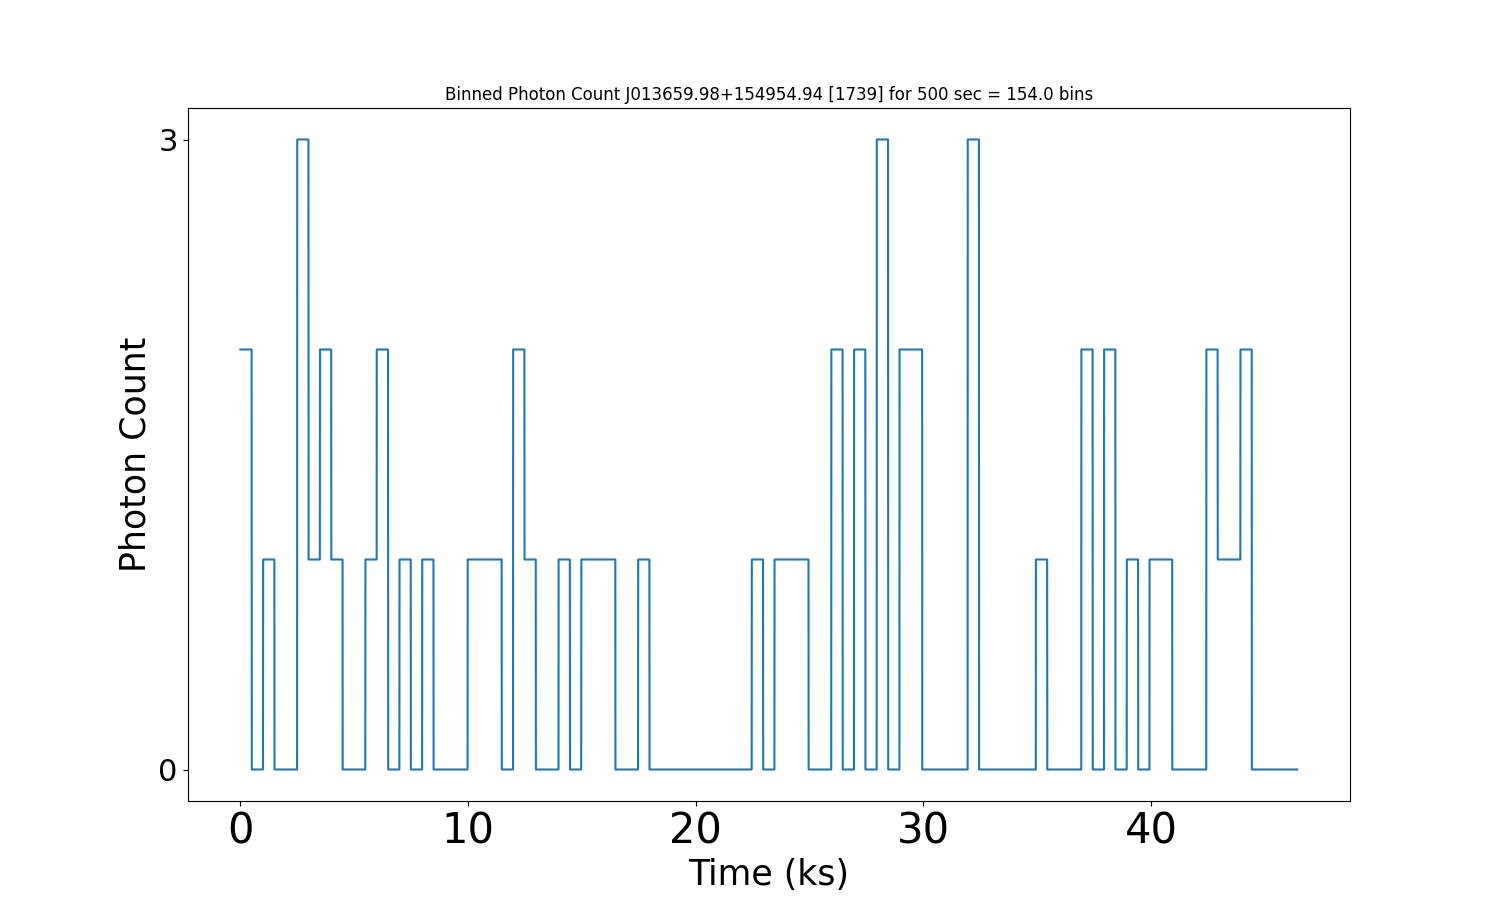 Binned Photon Count J013659.98+154954.94 [1739] for 500 sec = 154.0 bins
3
Photon Count
0
0 10 20 30 40
Time (ks)